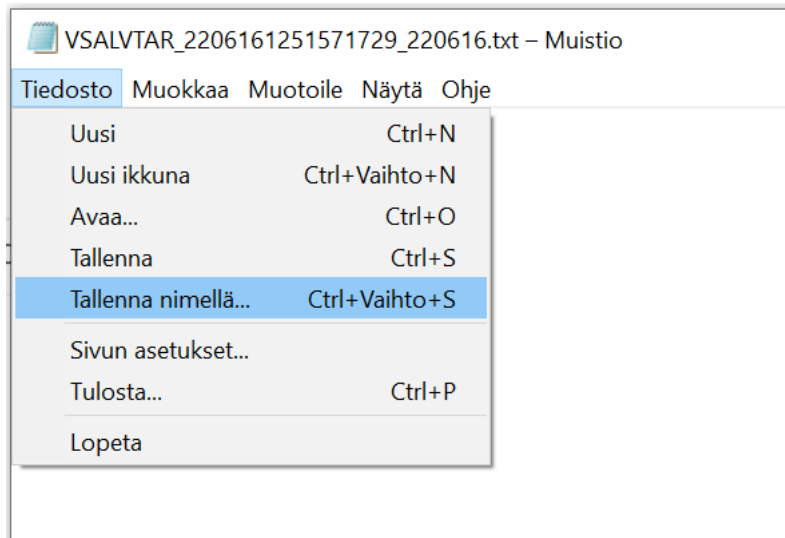 VSALVTAR_2206161251571729_220616.txt – Muistio
Tiedosto Muokkaa Muotoile Näytä Ohje
Uusi Ctrl+N
Uusi ikkuna Ctrl+Vaihto+N
Avaa... Ctrl+O
Tallenna Ctrl+S
Tallenna nimellä... Ctrl+Vaihto+S
Sivun asetukset...
Tulosta... Ctrl+P
Lopeta